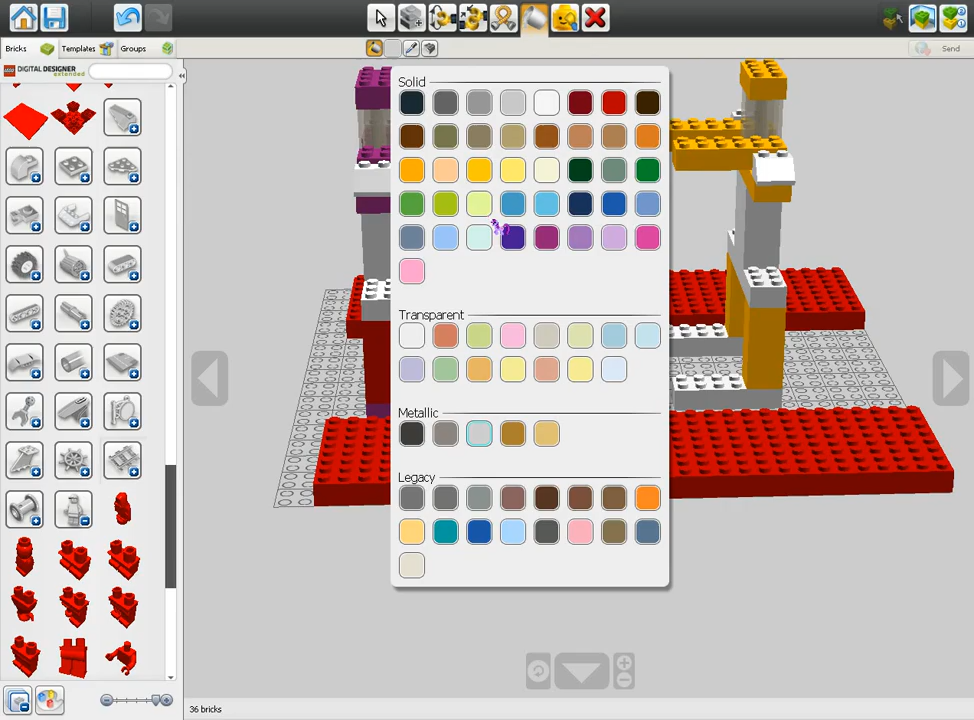 Bricks Templates Groups Send
LEGO DIGITAL DESIGNER
extended
Solid
Transparent
Metallic
Legacy
36 bricks